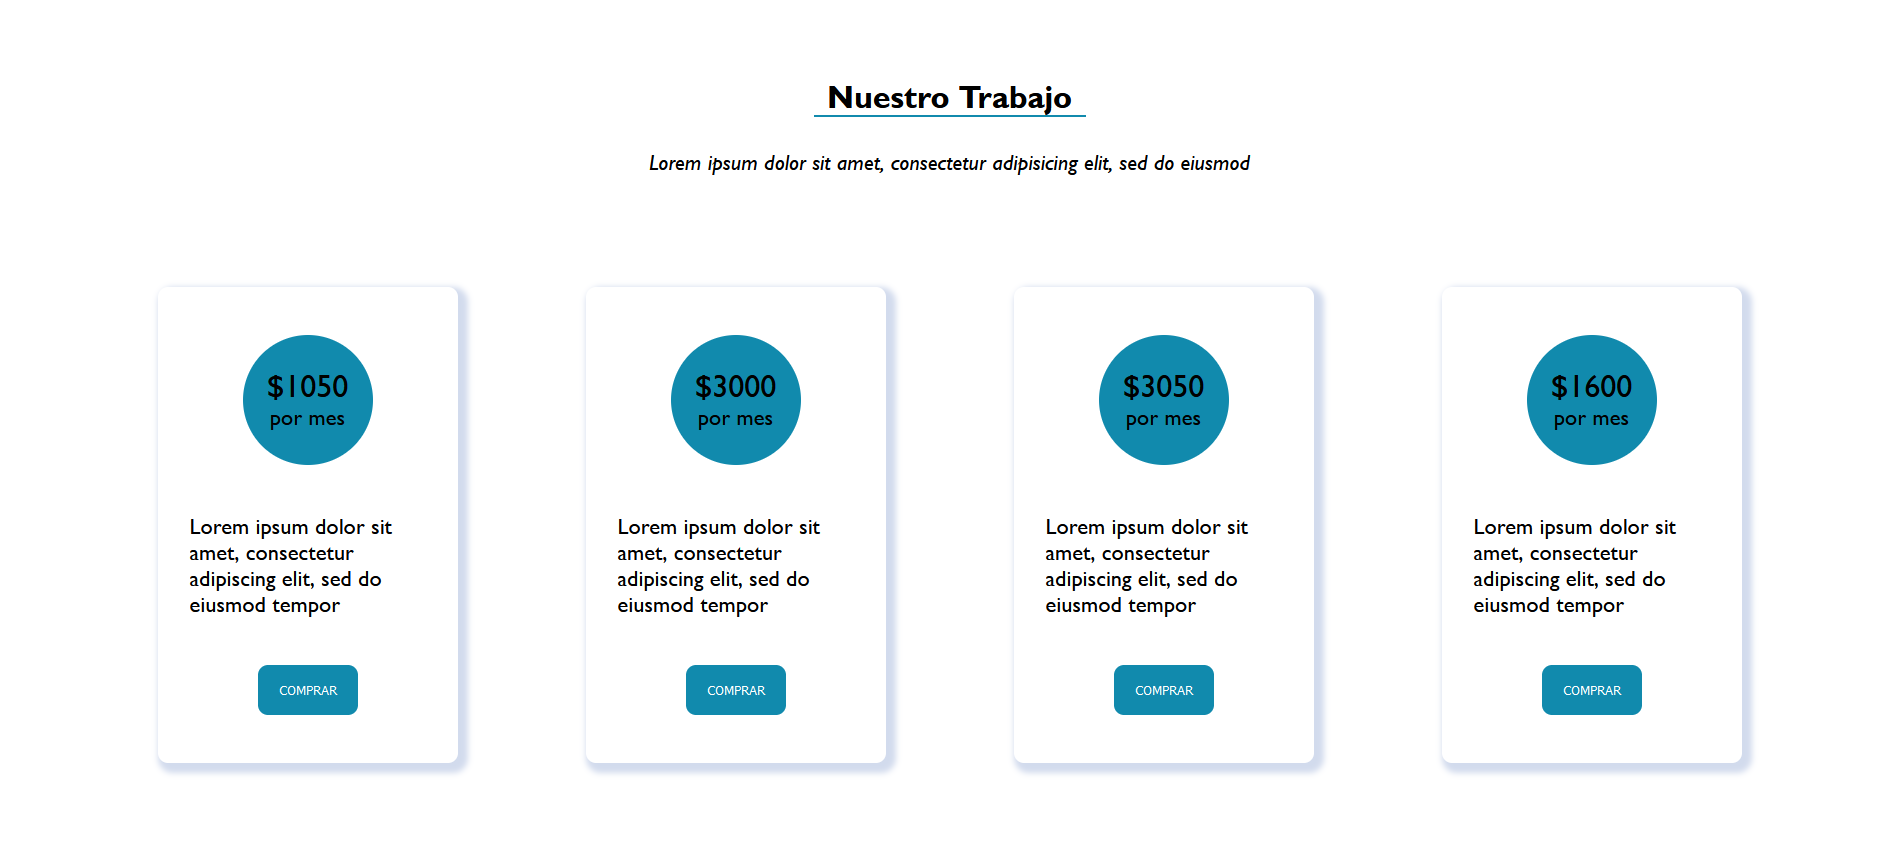 Nuestro Trabajo
Lorem ipsum dolor sit amet, consectetur adipisicing elit, sed do eiusmod
$1050
por mes
Lorem ipsum dolor sit
amet, consectetur
adipiscing elit, sed do
eiusmod tempor
COMPRAR
$3000
por mes
Lorem ipsum dolor sit
amet, consectetur
adipiscing elit, sed do
eiusmod tempor
COMPRAR
$3050
por mes
Lorem ipsum dolor sit
amet, consectetur
adipiscing elit, sed do
eiusmod tempor
COMPRAR
$1600
por mes
Lorem ipsum dolor sit
amet, consectetur
adipiscing elit, sed do
eiusmod tempor
COMPRAR